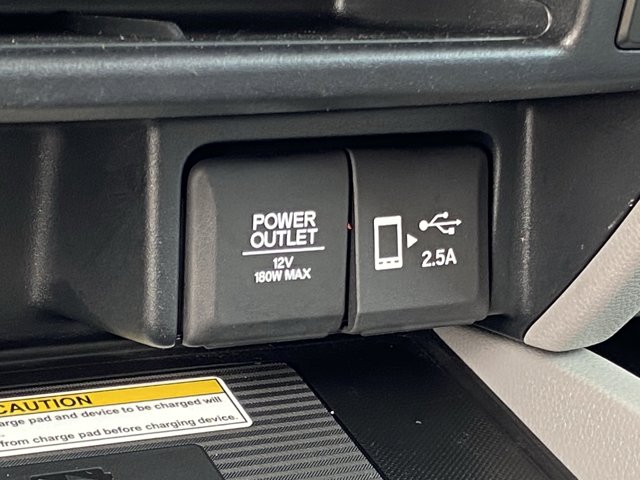 POWER
OUTLET
12V
180W MAX
2.5A
CAUTION
arge pad and device to be charged will
from charge pad before charging device.